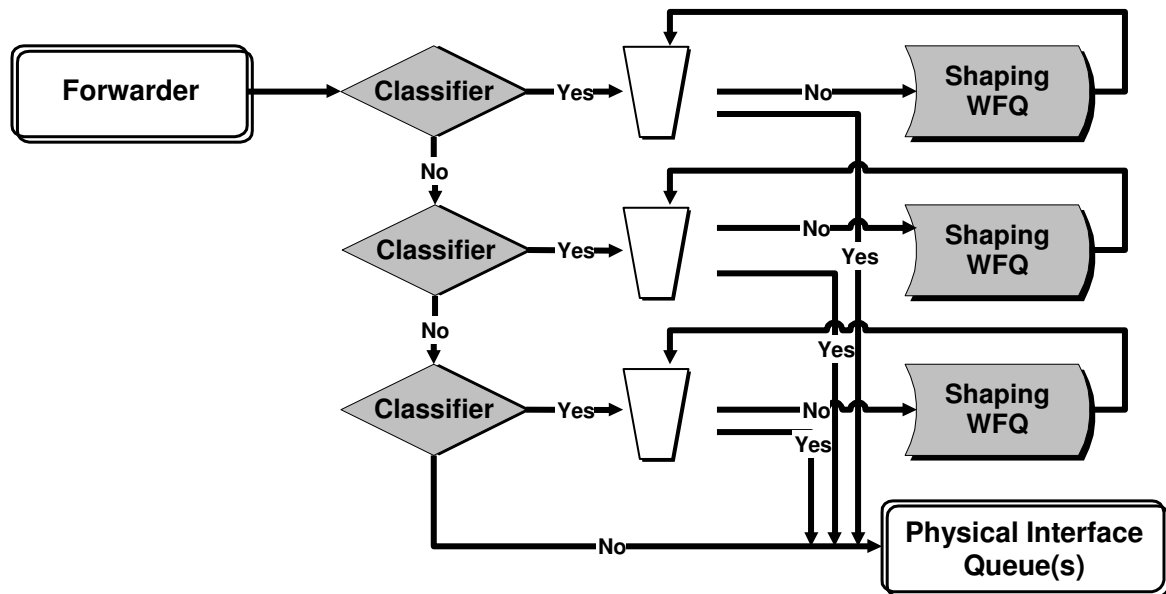 Forwarder
Classifier
Yes
No
Shaping
WFQ
No
Classifier
Yes
No
Yes
Shaping
WFQ
No
Yes
Classifier
Yes
No
Yes
Shaping
WFQ
No
Physical Interface
Queue(s)